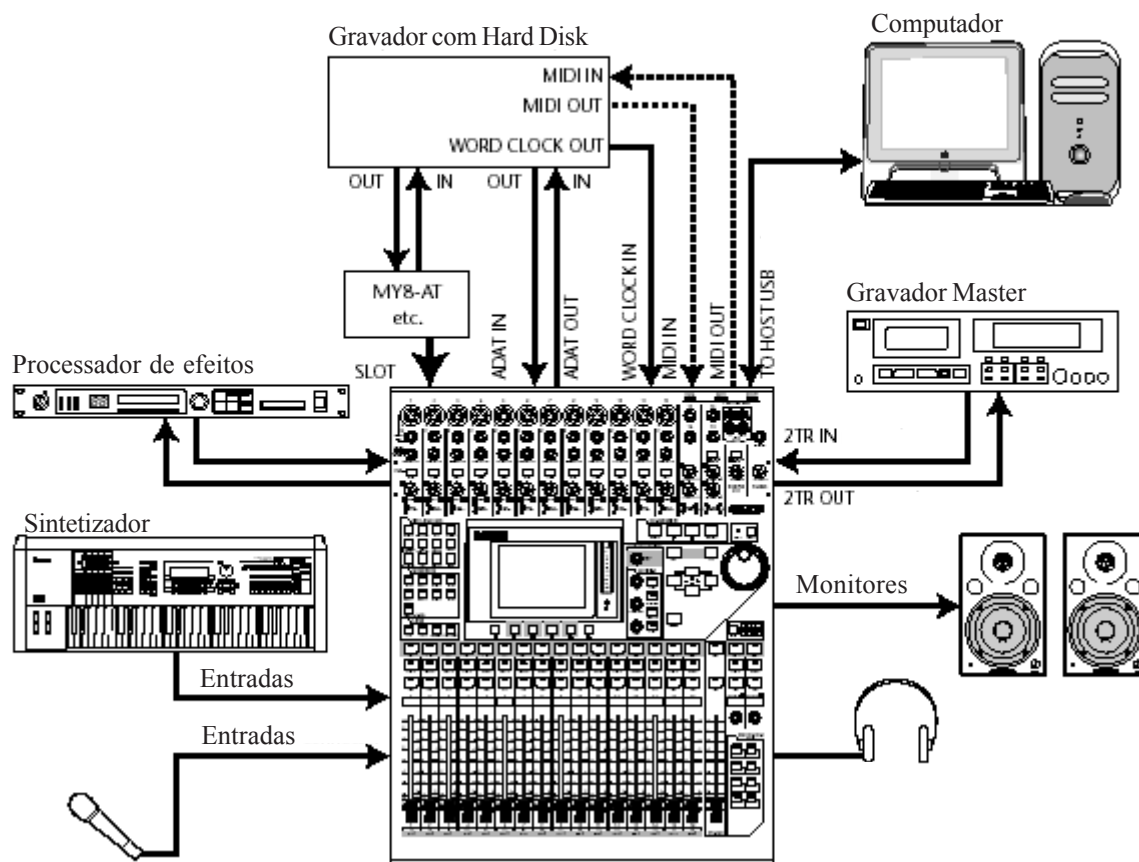 Gravador com Hard Disk
Computador
MIDI IN
MIDI OUT
WORD CLOCK OUT
OUT
IN
OUT
IN
MY8-AT
etc.
SLOT
ADAT IN
ADAT OUT
WORD CLOCK IN
MIDI IN
MIDI OUT
TO HOST USB
Gravador Master
Processador de efeitos
2TR IN
2TR OUT
Sintetizador
Monitores
Entradas
Entradas